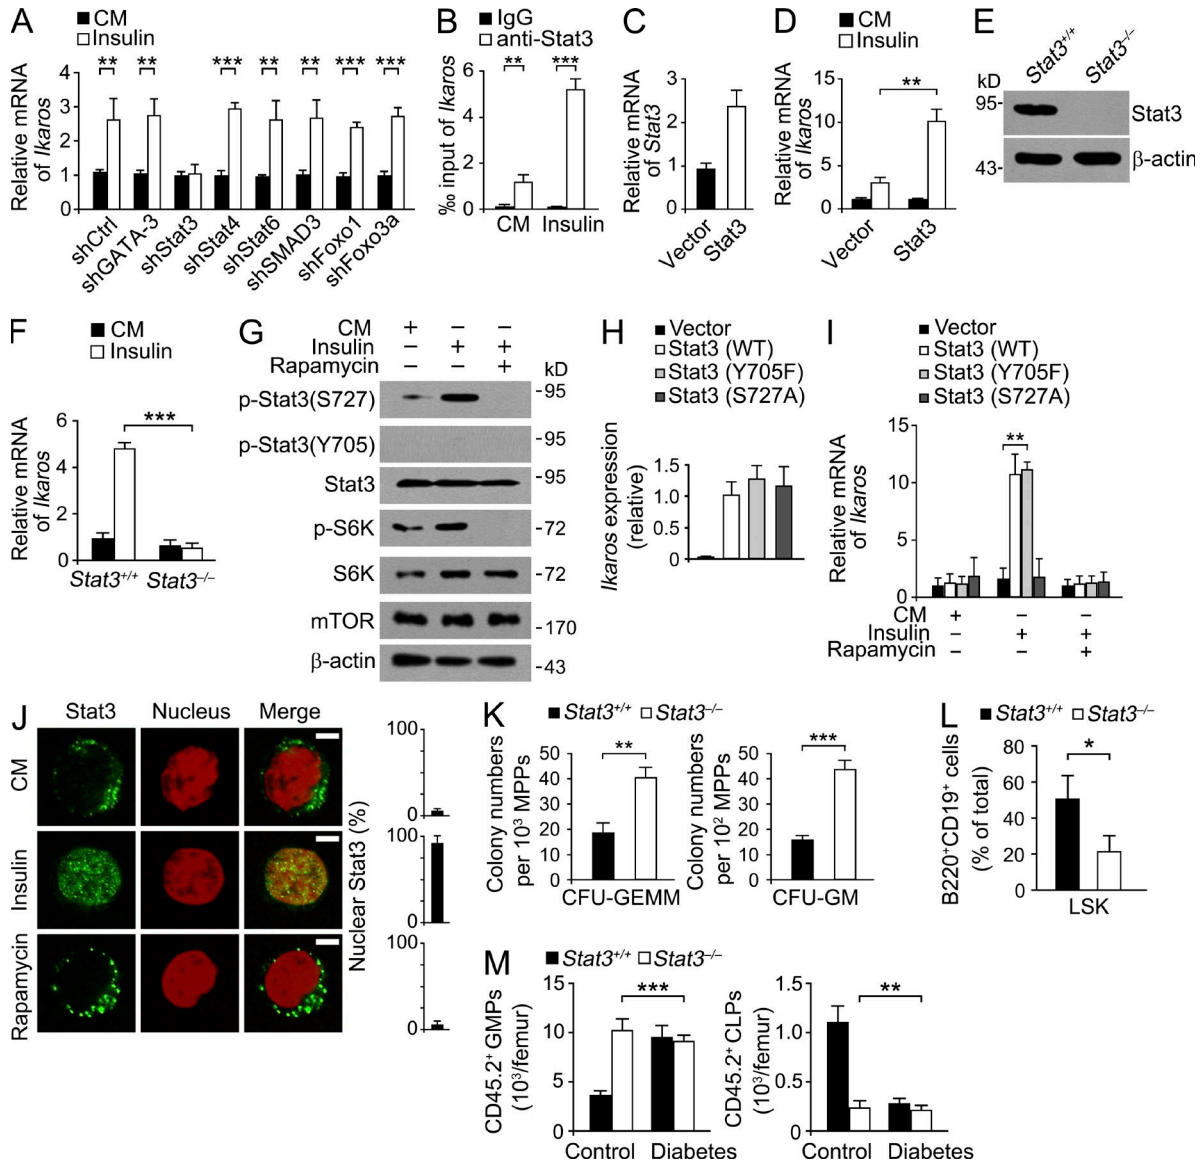 A
CM
Insulin
** ** *** ** ** *** ***
Relative mRNA
of Ikaros
4
3
2
1
0
shCtrl
shGATA-3
shStat3
shStat4
shStat6
shSMAD3
shFoxo1
shFoxo3a
B
IgG
anti-Stat3
** ***
‰ input of Ikaros
6
4
2
0
CM Insulin
C
Relative mRNA
of Stat3
3
2
1
0
Vector
Stat3
D
CM
Insulin
**
Relative mRNA
of Ikaros
15
10
5
0
Vector
Stat3
E
Stat3+/+
Stat3–/–
kD
95-
Stat3
43-
β-actin
F
CM
Insulin
***
Relative mRNA
of Ikaros
6
4
2
0
Stat3+/+ Stat3–/–
G
CM + – –
Insulin – + +
Rapamycin – – +
kD
p-Stat3(S727) -95
p-Stat3(Y705) -95
Stat3 -95
p-S6K -72
S6K -72
mTOR -170
β-actin -43
H
Vector
Stat3 (WT)
Stat3 (Y705F)
Stat3 (S727A)
Ikaros expression
(relative)
1.5
1.0
0.5
0
I
Vector
Stat3 (WT)
Stat3 (Y705F)
Stat3 (S727A)
**
Relative mRNA
of Ikaros
15
10
5
0
CM + – –
Insulin – + +
Rapamycin – – +
J
Stat3 Nucleus Merge
CM
Insulin
Rapamycin
Nuclear Stat3 (%)
100
0
100
0
100
0
K
Stat3+/+ Stat3–/–
**
Colony numbers
per 10³ MPPs
50
40
30
20
10
0
CFU-GEMM
***
Colony numbers
per 10² MPPs
50
40
30
20
10
0
CFU-GM
L
Stat3+/+ Stat3–/–
*
B220+CD19+ cells
(% of total)
80
60
40
20
0
LSK
M
Stat3+/+ Stat3–/–
***
CD45.2+ GMPs
(10³/femur)
15
10
5
0
Control Diabetes
**
CD45.2+ CLPs
(10³/femur)
1.5
1.0
0.5
0
Control Diabetes